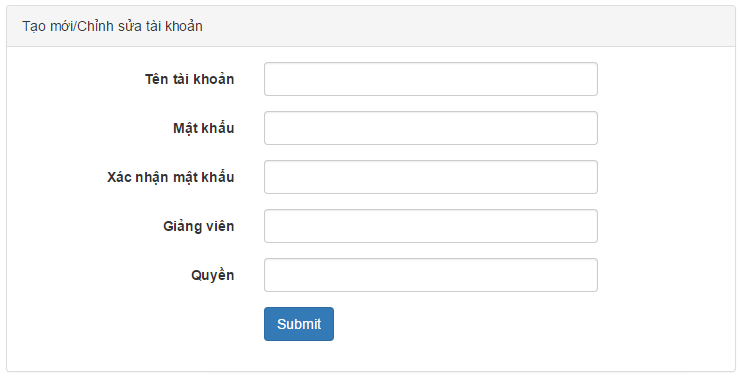 Tạo mới/Chỉnh sửa tài khoản
Tên tài khoản
Mật khẩu
Xác nhận mật khẩu
Giảng viên
Quyền
Submit